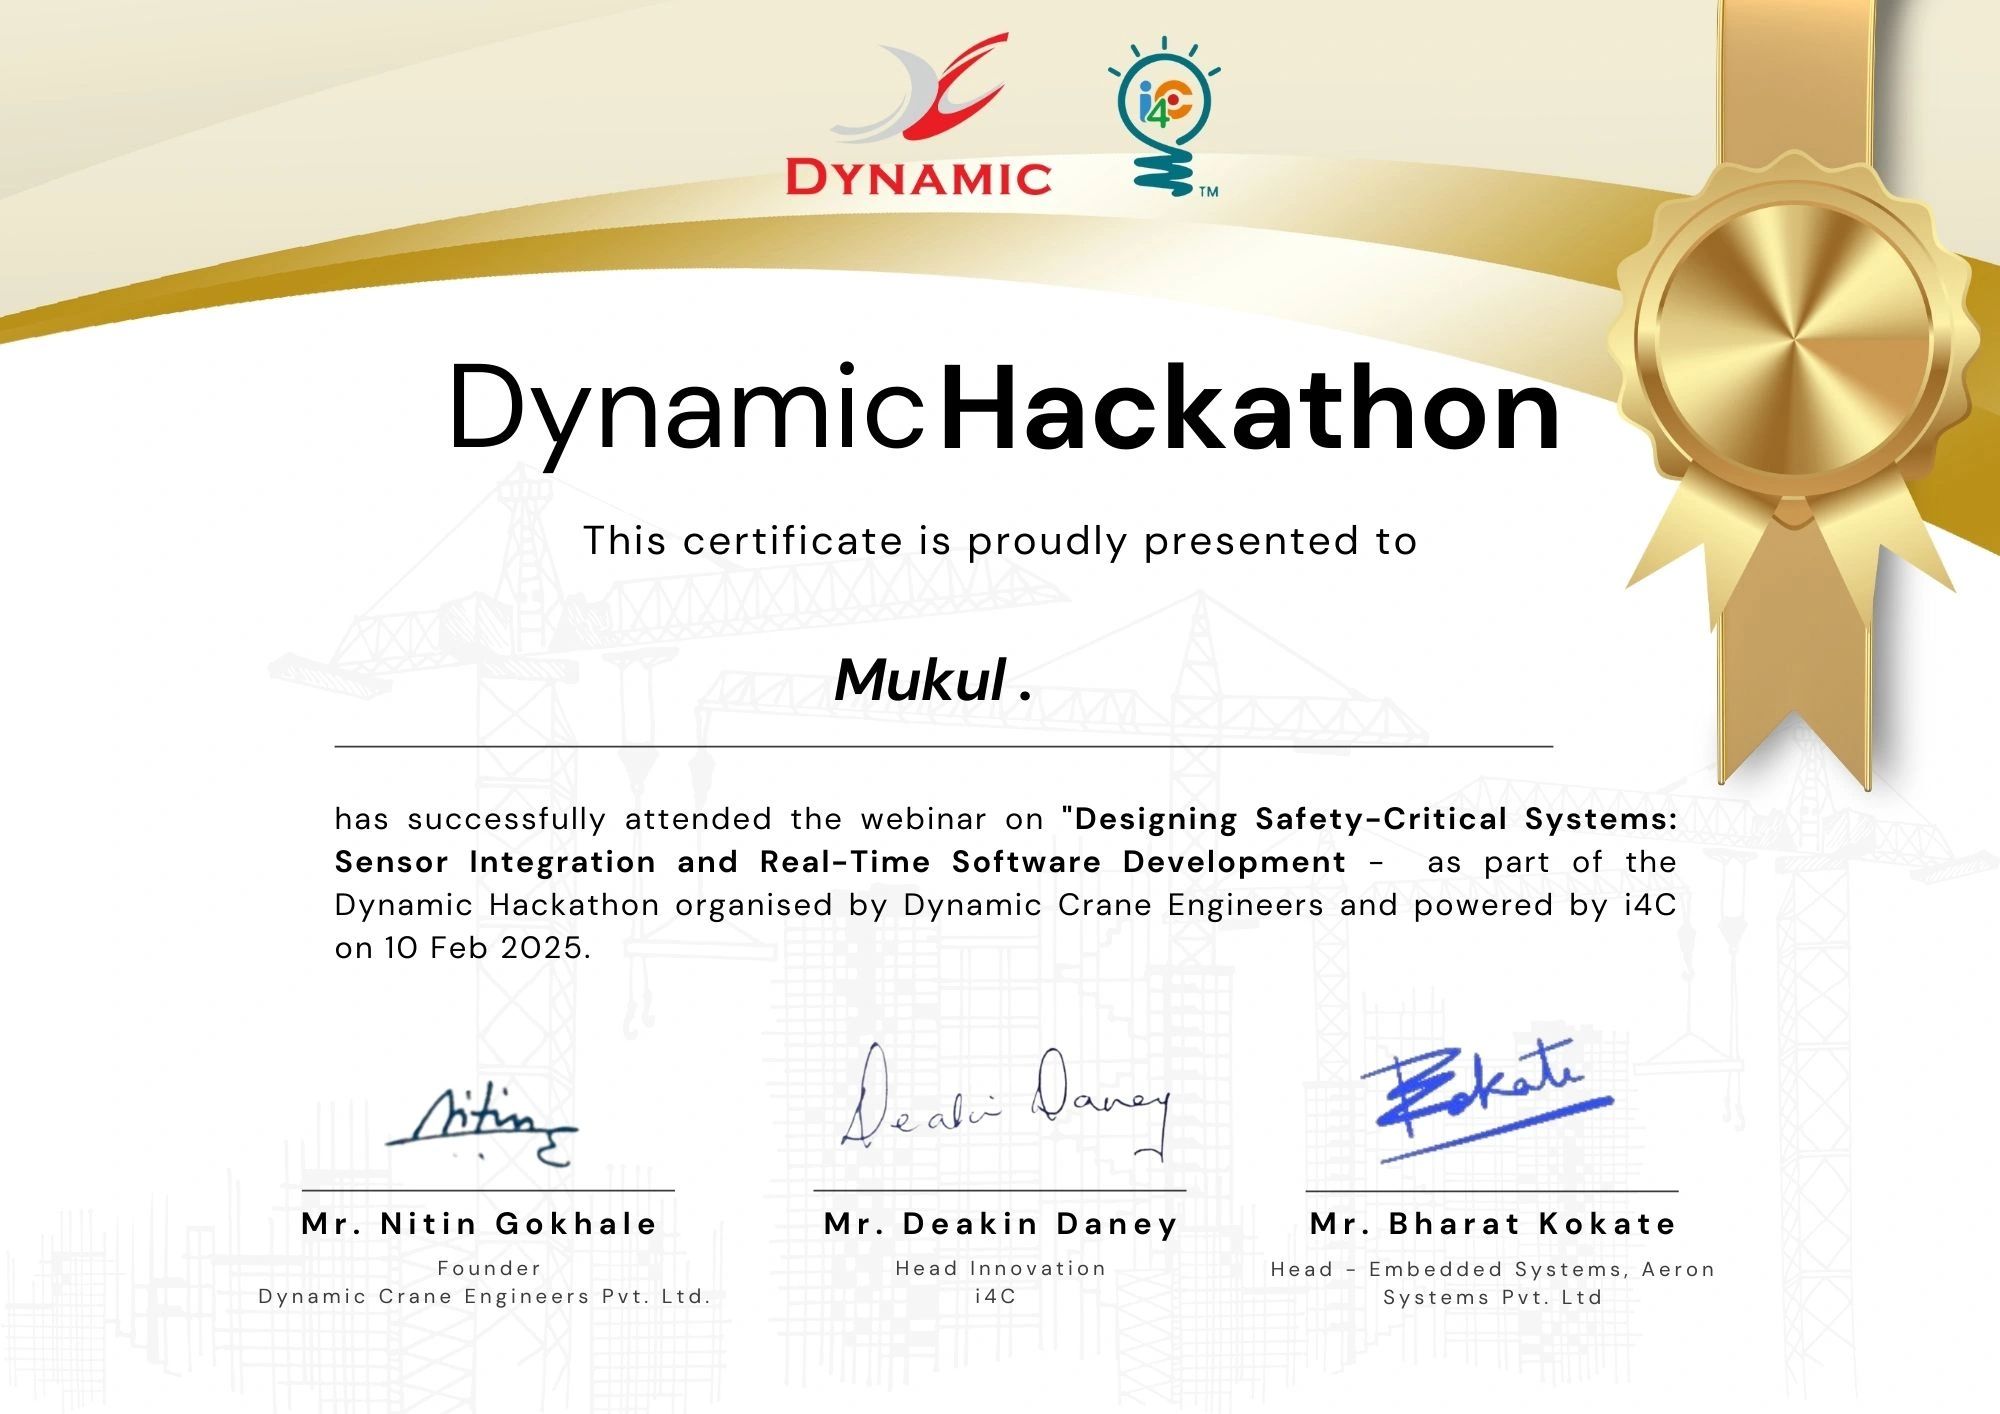 DYNAMIC
i4C
TM
Dynamic Hackathon
This certificate is proudly presented to
Mukul .
has successfully attended the webinar on "Designing Safety-Critical Systems:
Sensor Integration and Real-Time Software Development - as part of the
Dynamic Hackathon organised by Dynamic Crane Engineers and powered by i4C
on 10 Feb 2025.
Nitin
Deakin Daney
BKokate
Mr. Nitin Gokhale
Founder
Dynamic Crane Engineers Pvt. Ltd.
Mr. Deakin Daney
Head Innovation
i4C
Mr. Bharat Kokate
Head - Embedded Systems, Aeron
Systems Pvt. Ltd